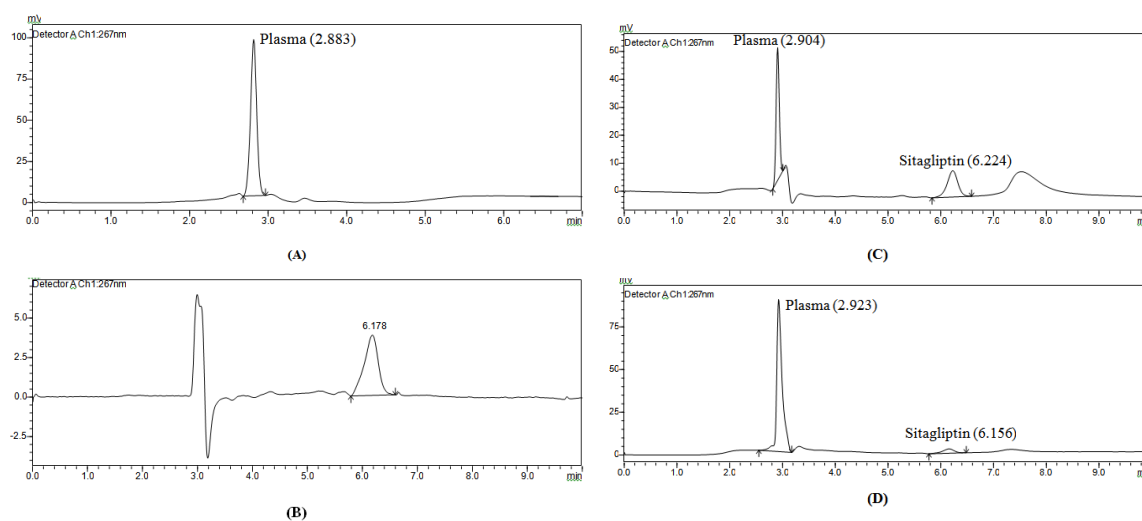 mV
Detector A Ch1:267nm
Plasma (2.883)
100
75
50
25
0
0.0 1.0 2.0 3.0 4.0 5.0 6.0 min
(A)
mV
Detector A Ch1:267nm
Plasma (2.904)
50
40
30
20
10
0
Sitagliptin (6.224)
0.0 1.0 2.0 3.0 4.0 5.0 6.0 7.0 8.0 9.0
(C)
Detector A Ch1:267nm
6.178
5.0
2.5
0.0
-2.5
0.0 1.0 2.0 3.0 4.0 5.0 6.0 7.0 8.0 9.0 min
(B)
mV
Detector A Ch1:267nm
Plasma (2.923)
75
50
25
0
Sitagliptin (6.156)
0.0 1.0 2.0 3.0 4.0 5.0 6.0 7.0 8.0 9.0
(D)